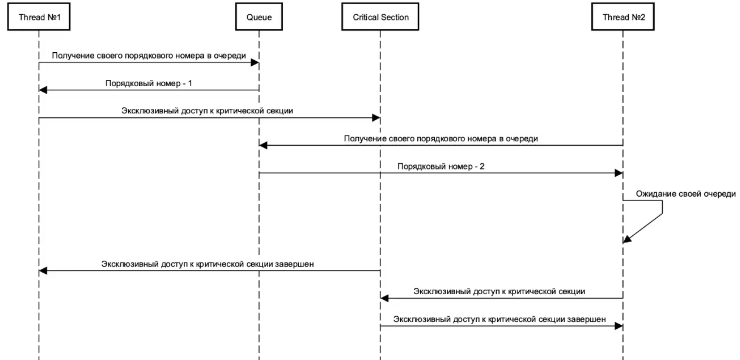 Thread №1
Queue
Critical Section
Thread №2
Получение своего порядкового номера в очереди
Порядковый номер - 1
Эксклюзивный доступ к критической секции
Получение своего порядкового номера в очереди
Порядковый номер - 2
Ожидание своей очереди
Эксклюзивный доступ к критической секции завершен
Эксклюзивный доступ к критической секции
Эксклюзивный доступ к критической секции завершен